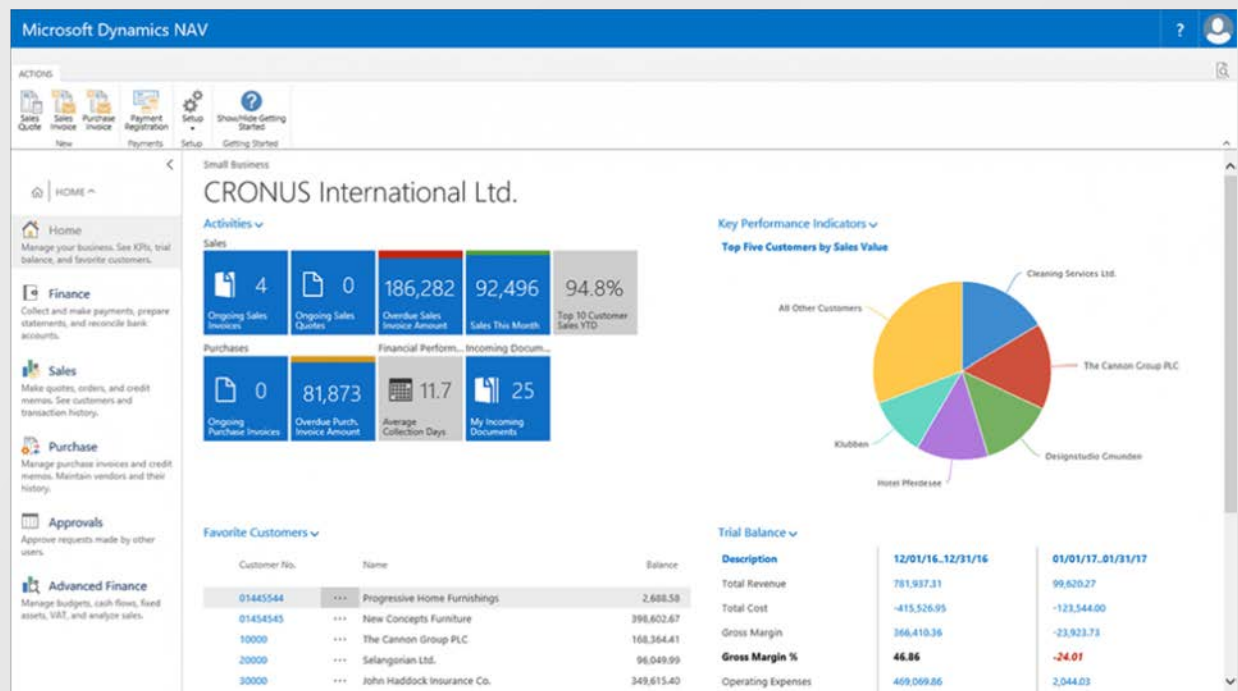 Microsoft Dynamics NAV
?
ACTIONS
Sales Quote
Sales Invoice
Purchase Invoice
Payment Registration
Setup
Show/Hide Getting Started
New
Payments
Setup
Getting Started
HOME
Home
Manage your business. See KPIs, trial
balance, and favorite customers.
Finance
Collect and make payments, prepare
statements, and reconcile bank
accounts.
Sales
Make quotes, orders, and credit
memos. See customers and
transaction history.
Purchase
Manage purchase invoices and credit
memos. Maintain vendors and their
history.
Approvals
Approve requests made by other
users.
Advanced Finance
Manage budgets, cash flows, fixed
assets, VAT, and analyze sales.
Small Business
CRONUS International Ltd.
Activities
Sales
4
Ongoing Sales
Invoices
0
Ongoing Sales
Quotes
186,282
Overdue Sales
Invoice Amount
92,496
Sales This Month
94.8%
Top 10 Customer
Sales YTD
Purchases
Financial Perform...
Incoming Docum...
0
Ongoing
Purchase Invoices
81,873
Overdue Purch.
Invoice Amount
11.7
Average
Collection Days
25
My Incoming
Documents
Key Performance Indicators
Top Five Customers by Sales Value
Cleaning Services Ltd.
All Other Customers
The Cannon Group PLC
Klubben
Designstudio Gmunden
Hotel Pferdesee
Favorite Customers
Customer No. Name Balance
01445544 ... Progressive Home Furnishings 2,688.58
01454545 ... New Concepts Furniture 398,602.67
10000 ... The Cannon Group PLC 168,364.41
20000 ... Selangorian Ltd. 96,049.99
30000 ... John Haddock Insurance Co. 349,615.40
Trial Balance
Description 12/01/16..12/31/16 01/01/17..01/31/17
Total Revenue 781,937.31 99,620.27
Total Cost -415,526.95 -123,544.00
Gross Margin 366,410.36 -23,923.73
Gross Margin % 46.86 -24.01
Operating Expenses 469,069.86 2,044.03